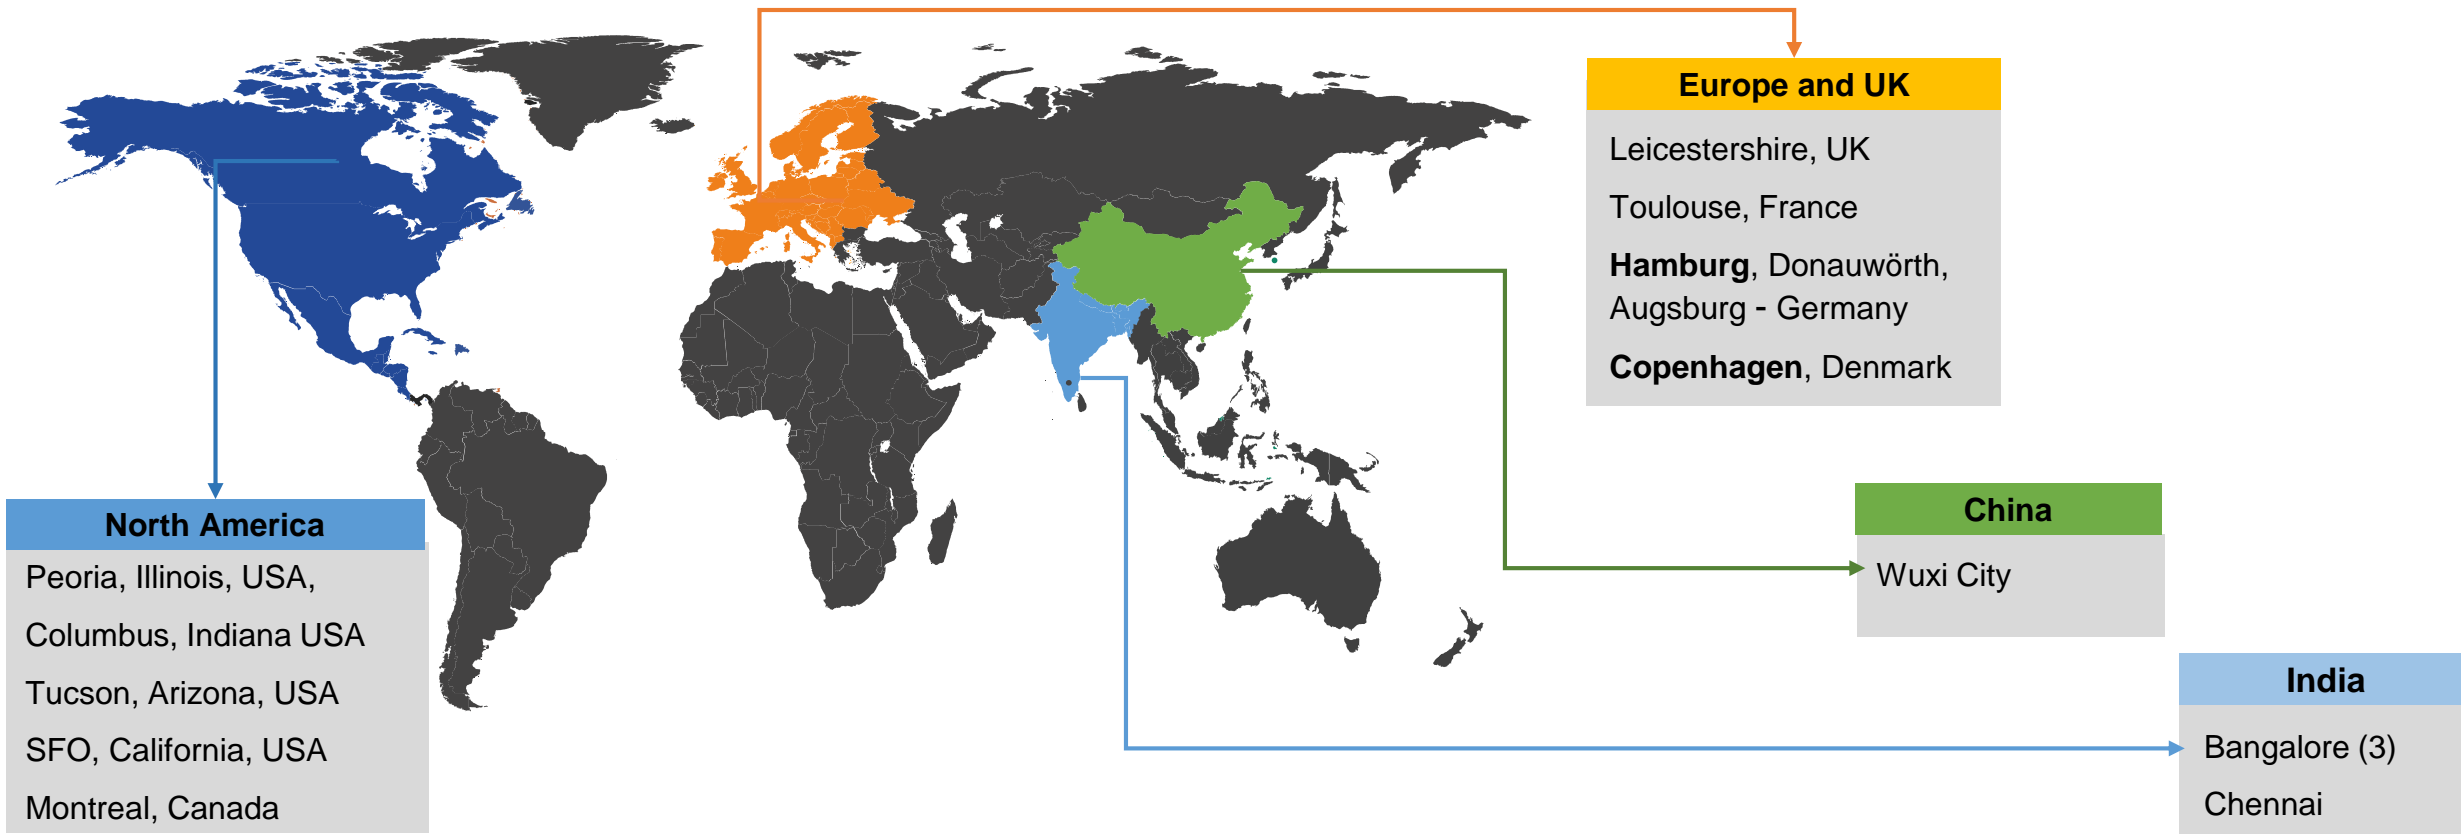 Europe and UK
Leicestershire, UK
Toulouse, France
Hamburg, Donauwörth,
Augsburg - Germany
Copenhagen, Denmark
North America
Peoria, Illinois, USA,
Columbus, Indiana USA
Tucson, Arizona, USA
SFO, California, USA
Montreal, Canada
China
Wuxi City
India
Bangalore (3)
Chennai